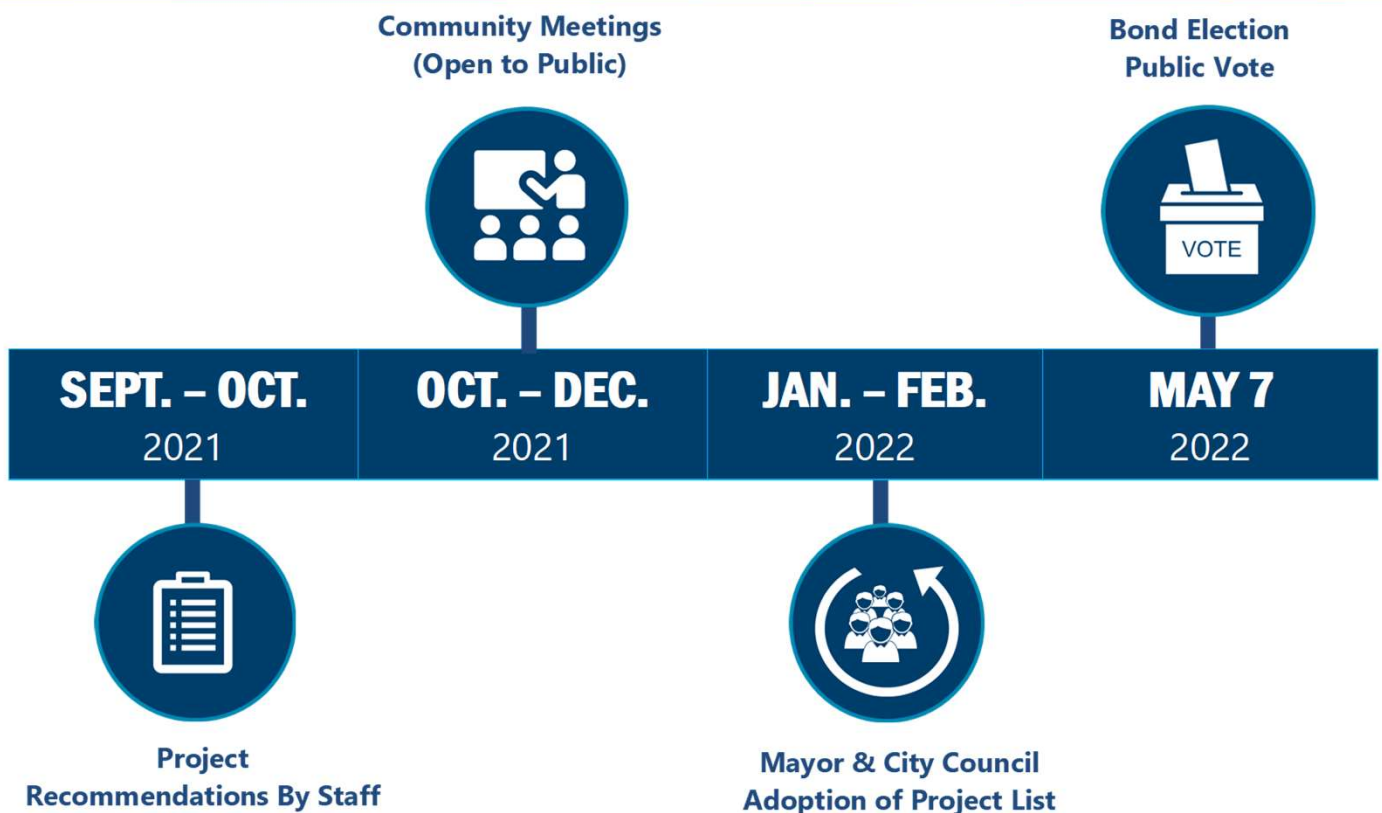 Community Meetings
(Open to Public)
Bond Election
Public Vote
VOTE
SEPT. – OCT.
2021
OCT. – DEC.
2021
JAN. – FEB.
2022
MAY 7
2022
Project
Recommendations By Staff
Mayor & City Council
Adoption of Project List